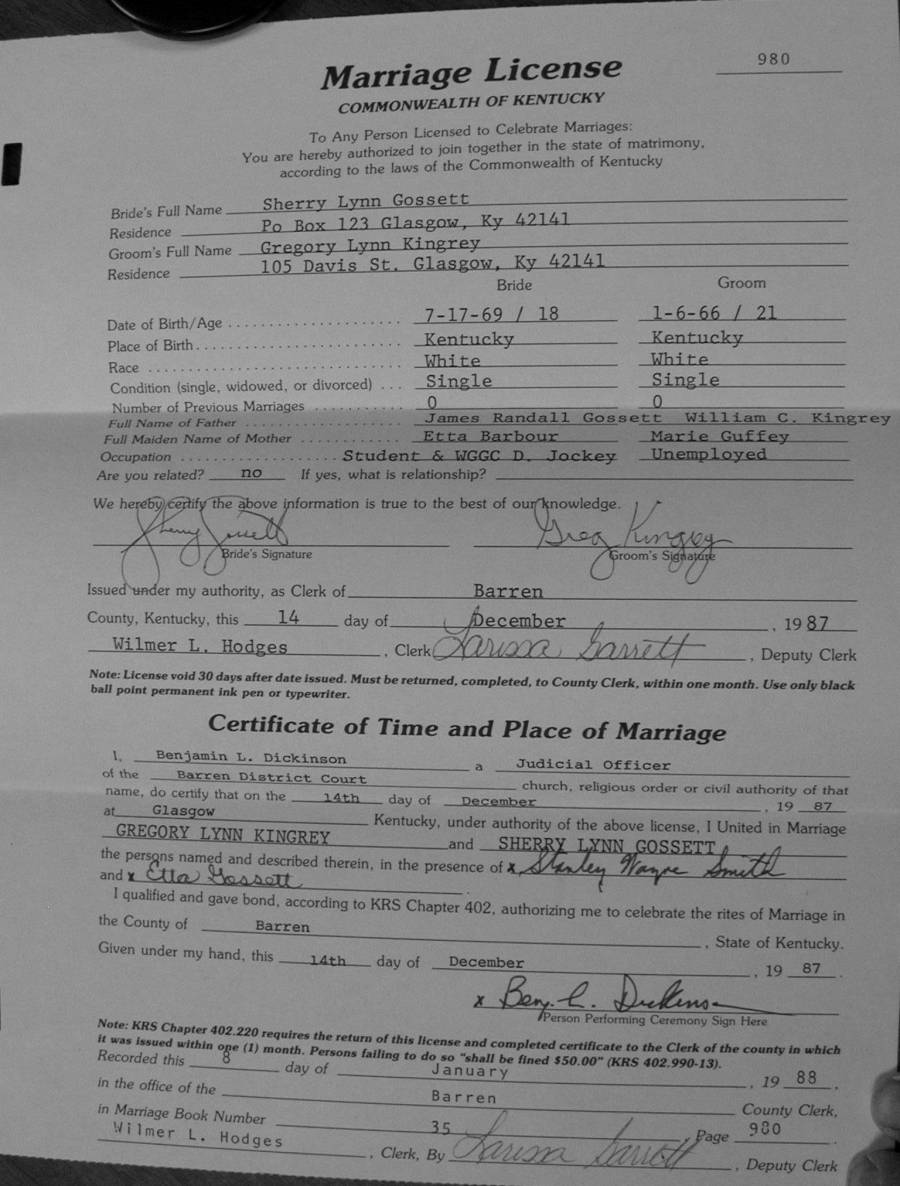 980
Marriage License
COMMONWEALTH OF KENTUCKY
To Any Person Licensed to Celebrate Marriages:
You are hereby authorized to join together in the state of matrimony,
according to the laws of the Commonwealth of Kentucky
Bride's Full Name Sherry Lynn Gossett
Residence Po Box 123 Glasgow, Ky 42141
Groom's Full Name Gregory Lynn Kingrey
Residence 105 Davis St. Glasgow, Ky 42141
Bride Groom
Date of Birth/Age 7-17-69 / 18 1-6-66 / 21
Place of Birth Kentucky Kentucky
Race White White
Condition (single, widowed, or divorced) Single Single
Number of Previous Marriages 0 0
Full Name of Father James Randall Gossett William C. Kingrey
Full Maiden Name of Mother Etta Barbour Marie Guffey
Occupation Student & WGGC D. Jockey Unemployed
Are you related? no If yes, what is relationship?
We hereby certify the above information is true to the best of our knowledge.
Sherry Gossett Greg Kingrey
Bride's Signature Groom's Signature
Issued under my authority, as Clerk of Barren
County, Kentucky, this 14 day of December, 1987
Wilmer L. Hodges, Clerk Larissa Garrett, Deputy Clerk
Note: License void 30 days after date issued. Must be returned, completed, to County Clerk, within one month. Use only black
ball point permanent ink pen or typewriter.
Certificate of Time and Place of Marriage
I, Benjamin L. Dickinson a Judicial Officer
of the Barren District Court church, religious order or civil authority of that
name, do certify that on the 14th day of December, 19 87
at Glasgow Kentucky, under authority of the above license, I United in Marriage
GREGORY LYNN KINGREY and SHERRY LYNN GOSSETT
the persons named and described therein, in the presence of x Stanley Wayne Smith
and x Etta Gossett.
I qualified and gave bond, according to KRS Chapter 402, authorizing me to celebrate the rites of Marriage in
the County of Barren, State of Kentucky.
Given under my hand, this 14th day of December, 19 87.
x Benj. L. Dickinson
Person Performing Ceremony Sign Here
Note: KRS Chapter 402.220 requires the return of this license and completed certificate to the Clerk of the county in which
it was issued within one (1) month. Persons failing to do so "shall be fined $50.00" (KRS 402.990-13).
Recorded this 8 day of January, 19 88,
in the office of the Barren County Clerk,
in Marriage Book Number 35 Page 980.
Wilmer L. Hodges, Clerk, By Larissa Garrett, Deputy Clerk